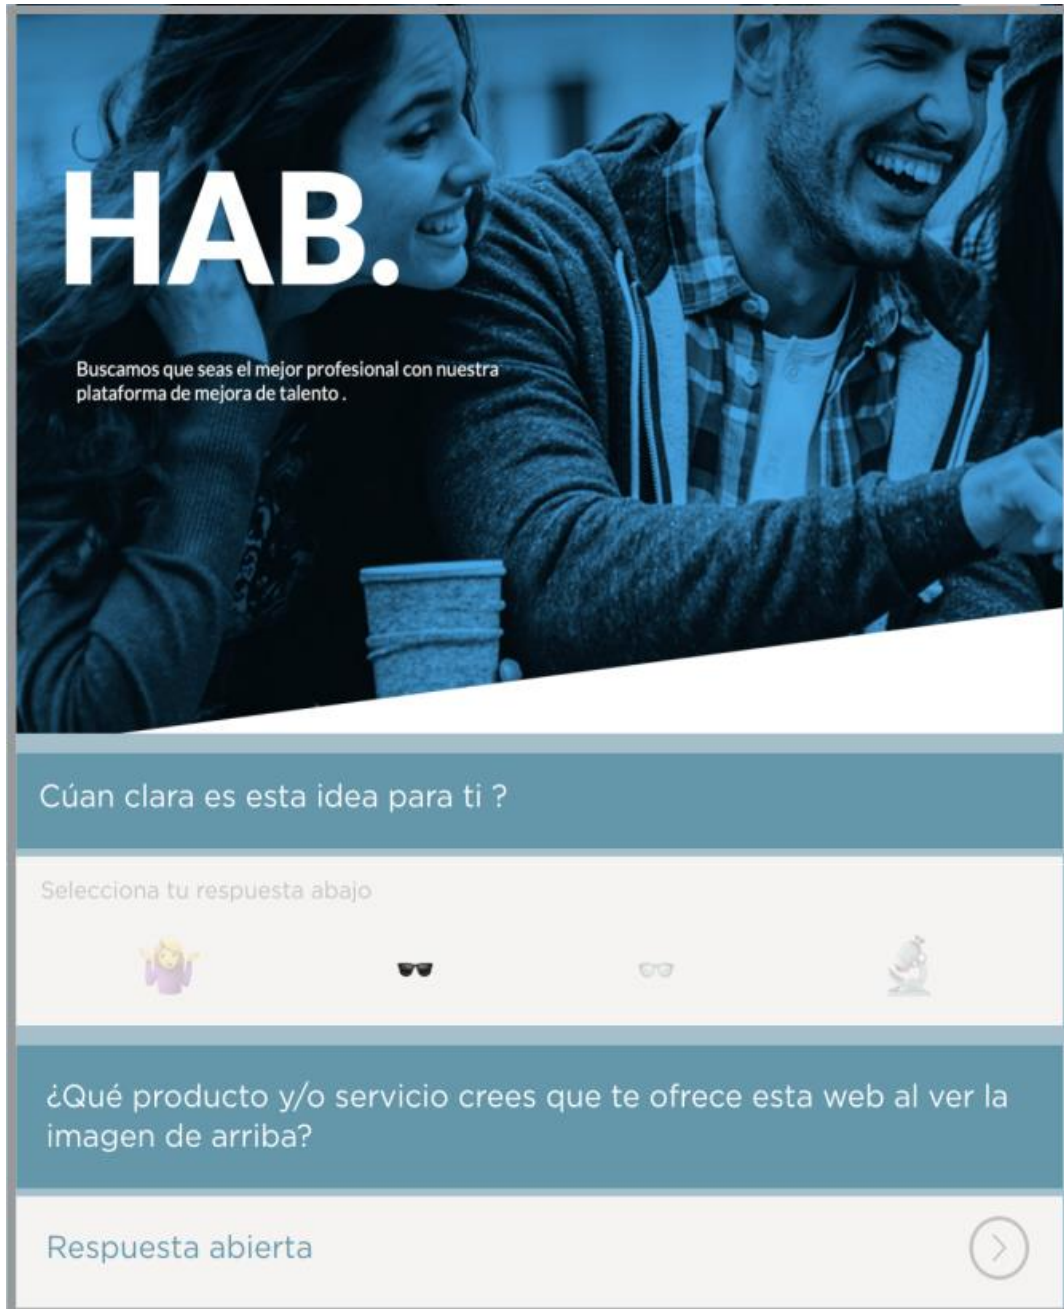 HAB.
Buscamos que seas el mejor profesional con nuestra
plataforma de mejora de talento .
Cúan clara es esta idea para ti ?
Selecciona tu respuesta abajo
¿Qué producto y/o servicio crees que te ofrece esta web al ver la
imagen de arriba?
Respuesta abierta